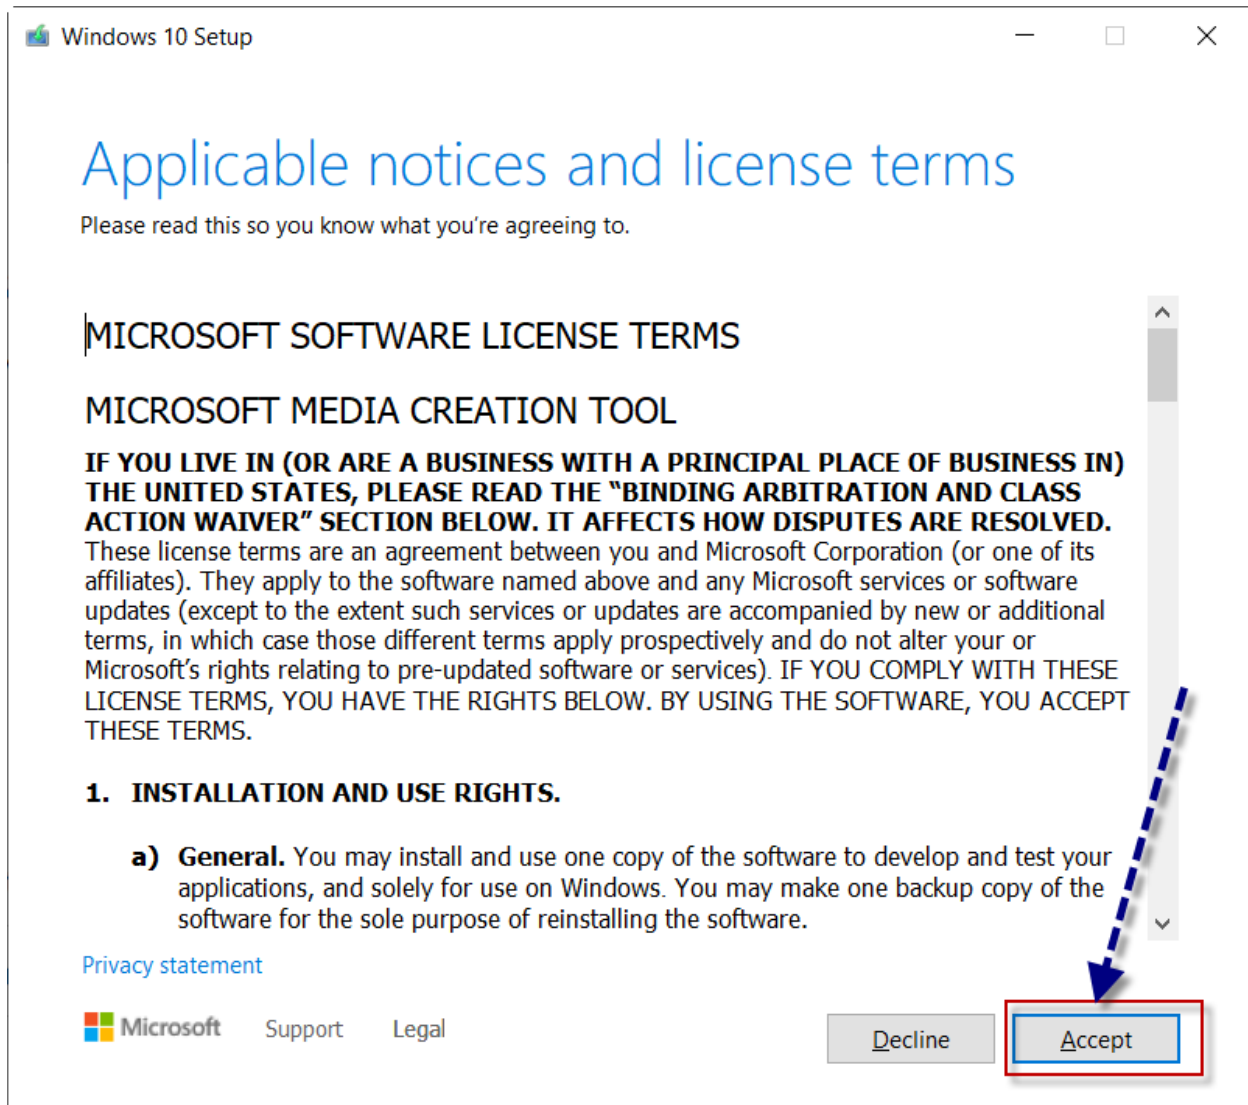 Windows 10 Setup
Applicable notices and license terms
Please read this so you know what you're agreeing to.
MICROSOFT SOFTWARE LICENSE TERMS
MICROSOFT MEDIA CREATION TOOL
IF YOU LIVE IN (OR ARE A BUSINESS WITH A PRINCIPAL PLACE OF BUSINESS IN)
THE UNITED STATES, PLEASE READ THE “BINDING ARBITRATION AND CLASS
ACTION WAIVER” SECTION BELOW. IT AFFECTS HOW DISPUTES ARE RESOLVED.
These license terms are an agreement between you and Microsoft Corporation (or one of its
affiliates). They apply to the software named above and any Microsoft services or software
updates (except to the extent such services or updates are accompanied by new or additional
terms, in which case those different terms apply prospectively and do not alter your or
Microsoft’s rights relating to pre-updated software or services). IF YOU COMPLY WITH THESE
LICENSE TERMS, YOU HAVE THE RIGHTS BELOW. BY USING THE SOFTWARE, YOU ACCEPT
THESE TERMS.
1. INSTALLATION AND USE RIGHTS.
a) General. You may install and use one copy of the software to develop and test your
applications, and solely for use on Windows. You may make one backup copy of the
software for the sole purpose of reinstalling the software.
Privacy statement
Microsoft Support Legal
Decline Accept